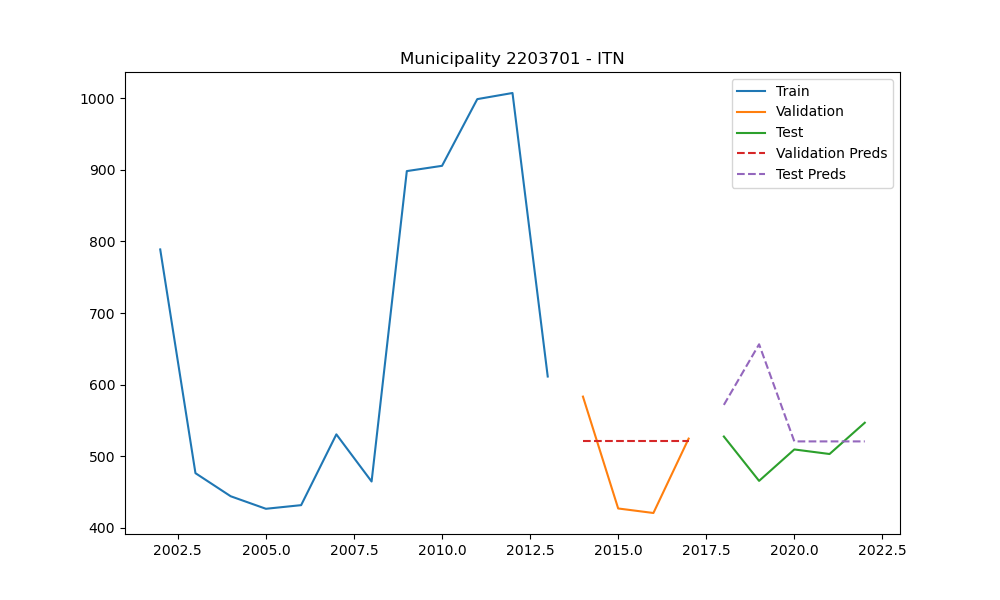 Municipality 2203701 - ITN
1000
900
800
700
600
500
400
2002.5 2005.0 2007.5 2010.0 2012.5 2015.0 2017.5 2020.0 2022.5
Train
Validation
Test
Validation Preds
Test Preds